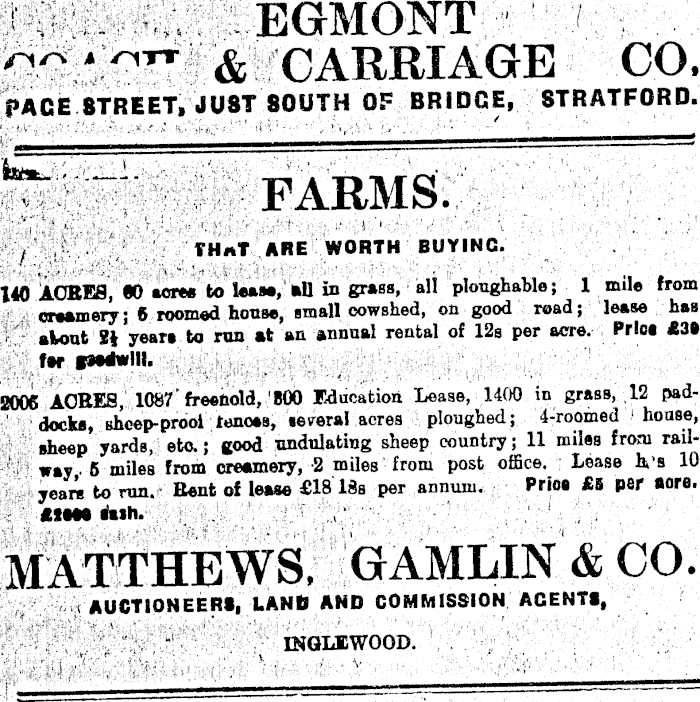 EGMONT
COACH & CARRIAGE CO.
PAGE STREET, JUST SOUTH OF BRIDGE, STRATFORD.
FARMS.
THAT ARE WORTH BUYING.
140 ACRES, 60 acres to lease, all in grass, all ploughable; 1 mile from
creamery; 5 roomed house, small cowshed, on good road; lease has
about 2½ years to run at an annual rental of 12s per acre. Price £30
for goodwill.
2005 ACRES, 1087 freehold, 800 Education Lease, 1400 in grass, 12 pad-
docks, sheep-proof fences, several acres ploughed; 4-roomed house,
sheep yards, etc.; good undulating sheep country; 11 miles from rail-
way, 5 miles from creamery, 2 miles from post office. Lease has 10
years to run. Rent of lease £18 18s per annum. Price £5 per acre.
cash.
MATTHEWS, GAMLIN & CO.
AUCTIONEERS, LAND AND COMMISSION AGENTS,
INGLEWOOD.